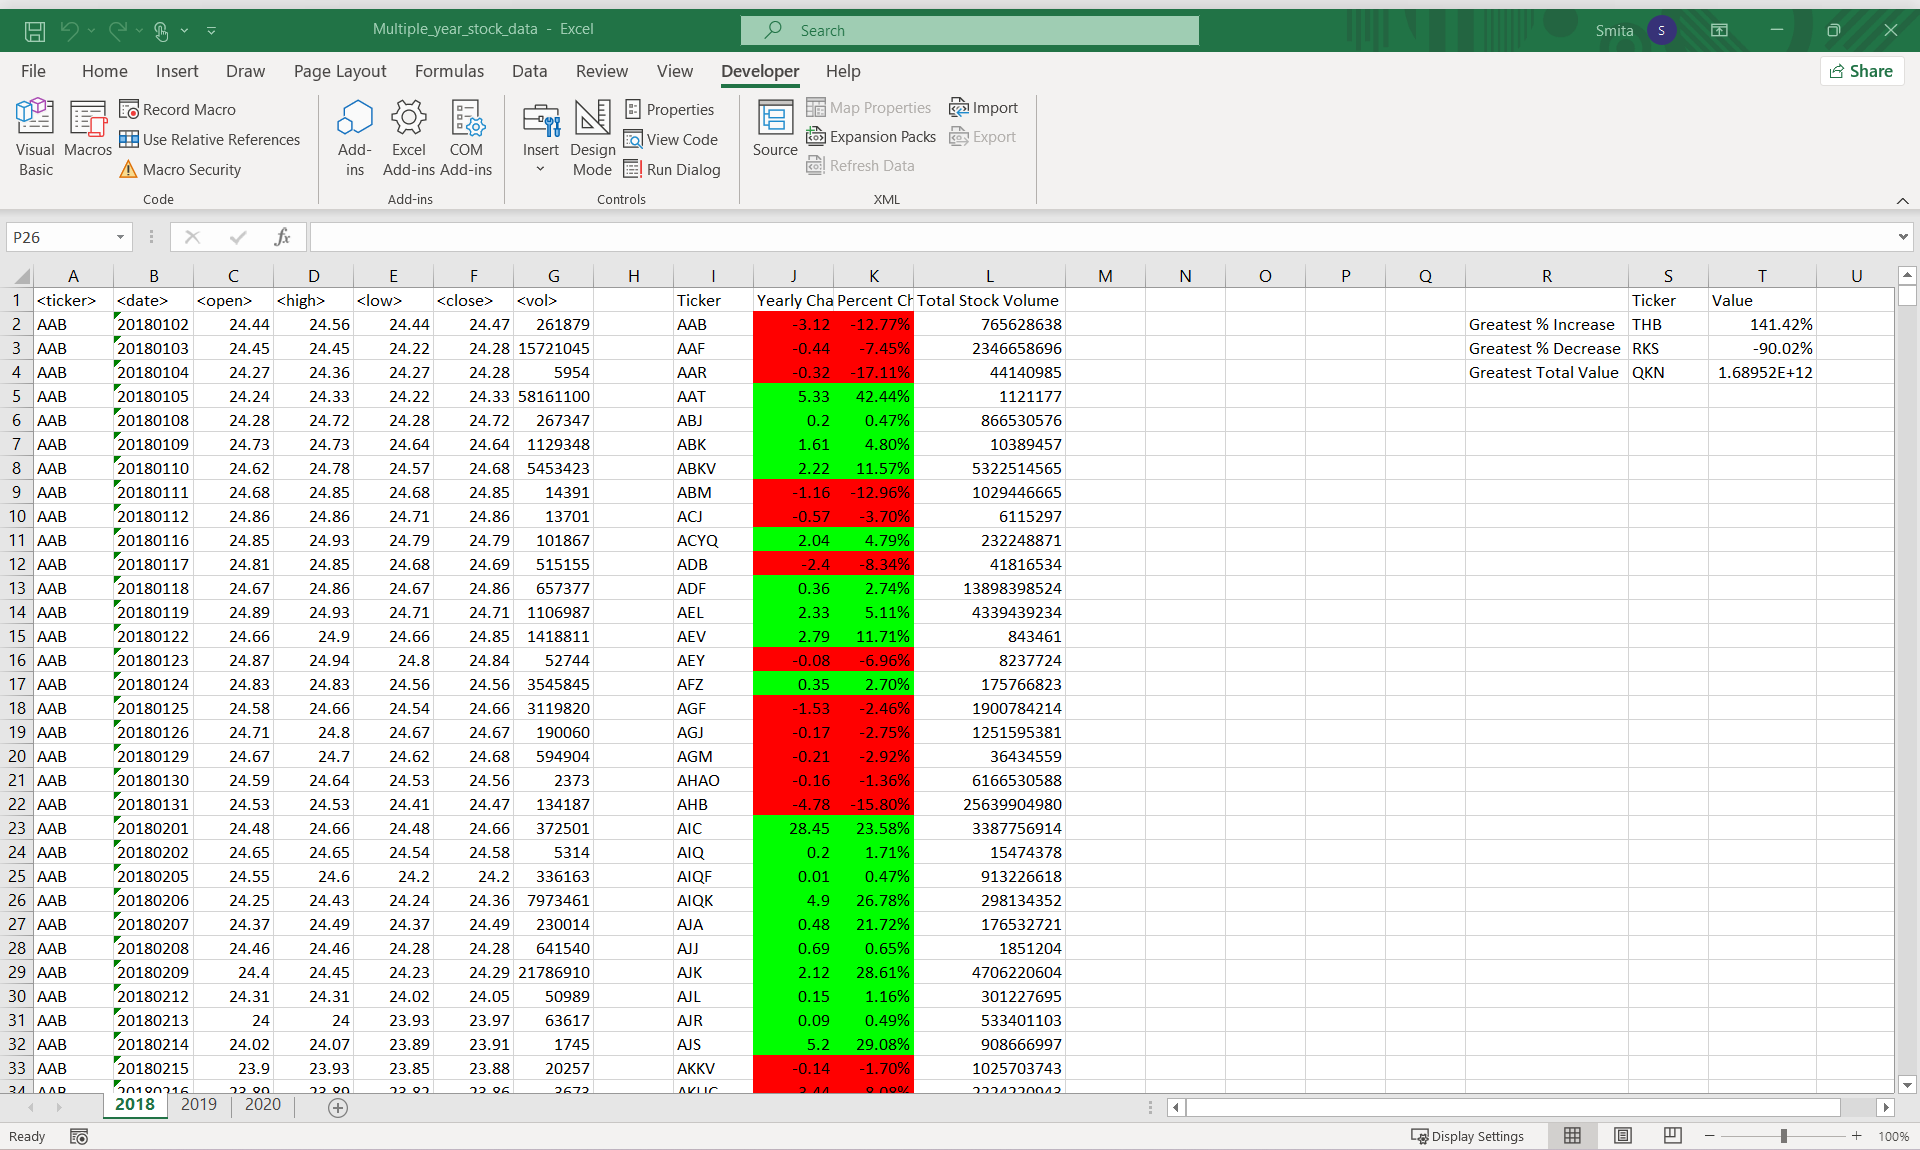 Multiple_year_stock_data - Excel
Search
Smita S
File Home Insert Draw Page Layout Formulas Data Review View Developer Help Share
Visual Basic
Macros
Record Macro
Use Relative References
Macro Security
Code
Add-ins
Excel Add-ins
COM Add-ins
Add-ins
Insert
Design Mode
Properties
View Code
Run Dialog
Controls
Source
Map Properties
Expansion Packs
Refresh Data
Import
Export
XML
P26 fx
A B C D E F G H I J K L M N O P Q R S T U
1 <ticker> <date> <open> <high> <low> <close> <vol> Ticker Yearly Cha Percent Ch Total Stock Volume Ticker Value
2 AAB 20180102 24.44 24.56 24.44 24.47 261879 AAB -3.12 -12.77% 765628638 Greatest % Increase THB 141.42%
3 AAB 20180103 24.45 24.45 24.22 24.28 15721045 AAF -0.44 -7.45% 2346658696 Greatest % Decrease RKS -90.02%
4 AAB 20180104 24.27 24.36 24.27 24.28 5954 AAR -0.32 -17.11% 44140985 Greatest Total Value QKN 1.68952E+12
5 AAB 20180105 24.24 24.33 24.22 24.33 58161100 AAT 5.33 42.44% 1121177
6 AAB 20180108 24.28 24.72 24.28 24.72 267347 ABJ 0.2 0.47% 866530576
7 AAB 20180109 24.73 24.73 24.64 24.64 1129348 ABK 1.61 4.80% 10389457
8 AAB 20180110 24.62 24.78 24.57 24.68 5453423 ABKV 2.22 11.57% 5322514565
9 AAB 20180111 24.68 24.85 24.68 24.85 14391 ABM -1.16 -12.96% 1029446665
10 AAB 20180112 24.86 24.86 24.71 24.86 13701 ACJ -0.57 -3.70% 6115297
11 AAB 20180116 24.85 24.93 24.79 24.79 101867 ACYQ 2.04 4.79% 232248871
12 AAB 20180117 24.81 24.85 24.68 24.69 515155 ADB -2.4 -8.34% 41816534
13 AAB 20180118 24.67 24.86 24.67 24.86 657377 ADF 0.36 2.74% 13898398524
14 AAB 20180119 24.89 24.93 24.71 24.71 1106987 AEL 2.33 5.11% 4339439234
15 AAB 20180122 24.66 24.9 24.66 24.85 1418811 AEV 2.79 11.71% 843461
16 AAB 20180123 24.87 24.94 24.8 24.84 52744 AEY -0.08 -6.96% 8237724
17 AAB 20180124 24.83 24.83 24.56 24.56 3545845 AFZ 0.35 2.70% 175766823
18 AAB 20180125 24.58 24.66 24.54 24.66 3119820 AGF -1.53 -2.46% 1900784214
19 AAB 20180126 24.71 24.8 24.67 24.67 190060 AGJ -0.17 -2.75% 1251595381
20 AAB 20180129 24.67 24.7 24.62 24.68 594904 AGM -0.21 -2.92% 36434559
21 AAB 20180130 24.59 24.64 24.53 24.56 2373 AHAO -0.16 -1.36% 6166530588
22 AAB 20180131 24.53 24.53 24.41 24.47 134187 AHB -4.78 -15.80% 25639904980
23 AAB 20180201 24.48 24.66 24.48 24.66 372501 AIC 28.45 23.58% 3387756914
24 AAB 20180202 24.65 24.65 24.54 24.58 5314 AIQ 0.2 1.71% 15474378
25 AAB 20180205 24.55 24.6 24.2 24.2 336163 AIQF 0.01 0.47% 913226618
26 AAB 20180206 24.25 24.43 24.24 24.36 7973461 AIQK 4.9 26.78% 298134352
27 AAB 20180207 24.37 24.49 24.37 24.49 230014 AJA 0.48 21.72% 176532721
28 AAB 20180208 24.46 24.46 24.28 24.28 641540 AJJ 0.69 0.65% 1851204
29 AAB 20180209 24.4 24.45 24.23 24.29 21786910 AJK 2.12 28.61% 4706220604
30 AAB 20180212 24.31 24.31 24.02 24.05 50989 AJL 0.15 1.16% 301227695
31 AAB 20180213 24 24 23.93 23.97 63617 AJR 0.09 0.49% 533401103
32 AAB 20180214 24.02 24.07 23.89 23.91 1745 AJS 5.2 29.08% 908666997
33 AAB 20180215 23.9 23.93 23.85 23.88 20257 AKKV -0.14 -1.70% 1025703743
34 AAB 20180216 23.89 23.89 23.82 23.86 3673
2018 2019 2020
Ready Display Settings 100%